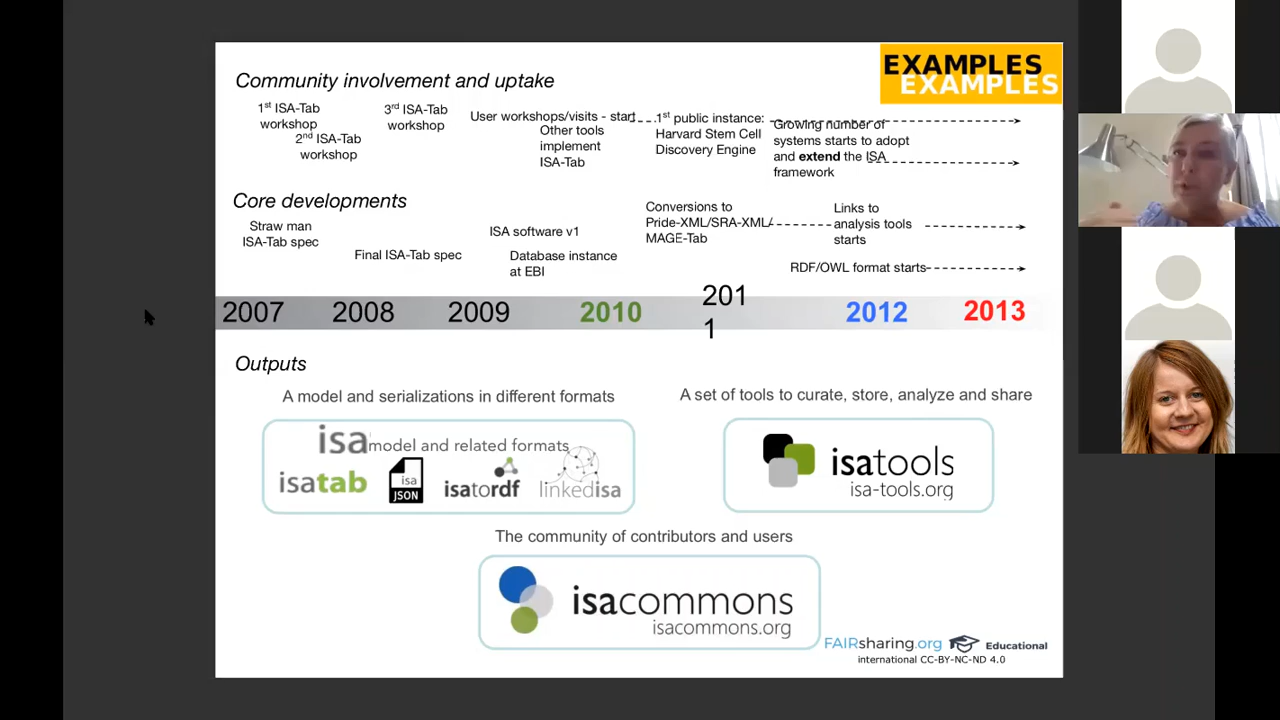 EXAMPLES
EXAMPLES
Community involvement and uptake
1st ISA-Tab
workshop
2nd ISA-Tab
workshop
3rd ISA-Tab
workshop
User workshops/visits - start
Other tools
implement
ISA-Tab
1st public instance:
Harvard Stem Cell
Discovery Engine
Growing number of
systems starts to adopt
and extend the ISA
framework
Core developments
Straw man
ISA-Tab spec
Final ISA-Tab spec
ISA software v1
Database instance
at EBI
Conversions to
Pride-XML/SRA-XML/
MAGE-Tab
Links to
analysis tools
starts
RDF/OWL format starts
2007 2008 2009 2010 201
1
2012 2013
Outputs
A model and serializations in different formats
isa model and related formats
isatab
isa
JSON
isatordf
linkedisa
A set of tools to curate, store, analyze and share
isatools
isa-tools.org
The community of contributors and users
isacommons
isacommons.org
FAIRsharing.org Educational
international CC-BY-NC-ND 4.0